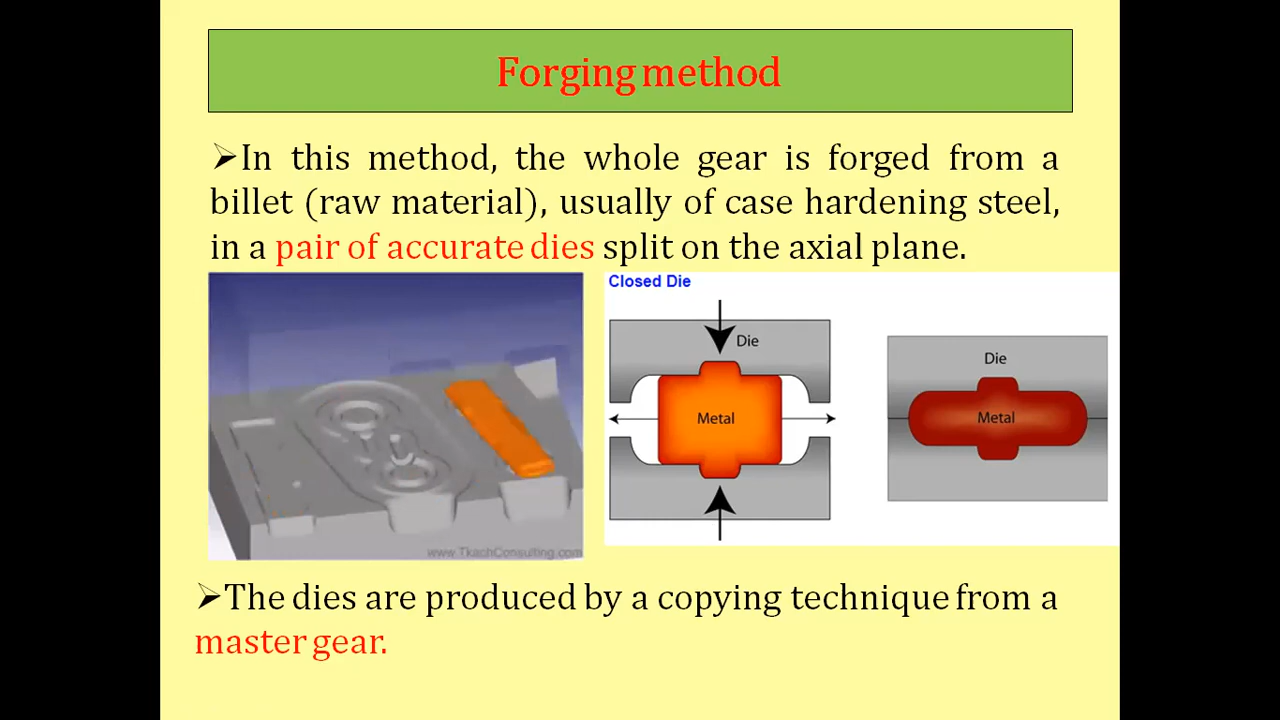 Forging method
➢In this method, the whole gear is forged from a
billet (raw material), usually of case hardening steel,
in a pair of accurate dies split on the axial plane.
Closed Die
Die
Metal
Die
Metal
www.TkachConsulting.com
➢The dies are produced by a copying technique from a
master gear.